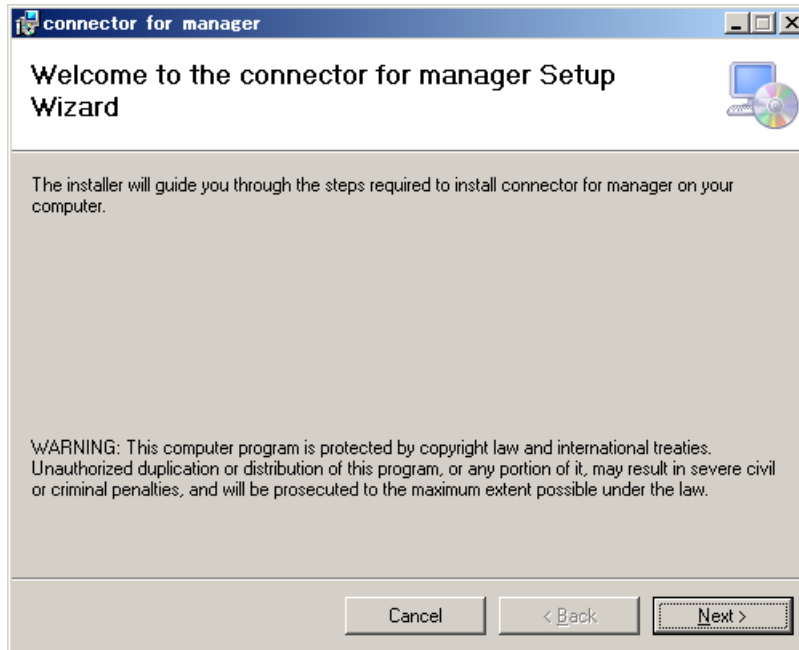 connector for manager
Welcome to the connector for manager Setup
Wizard
The installer will guide you through the steps required to install connector for manager on your
computer.
WARNING: This computer program is protected by copyright law and international treaties.
Unauthorized duplication or distribution of this program, or any portion of it, may result in severe civil
or criminal penalties, and will be prosecuted to the maximum extent possible under the law.
Cancel
< Back
Next >